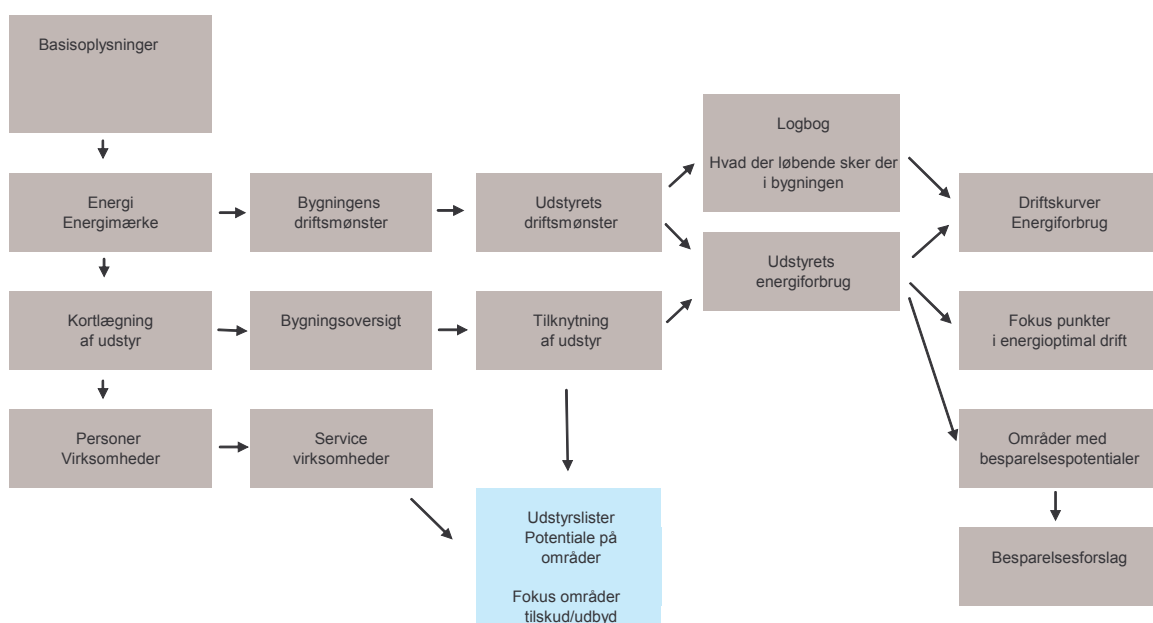 Basisoplysninger
Energi
Energimærke
Bygningens
driftsmønster
Udstyrets
driftsmønster
Logbog
Hvad der løbende sker der
i bygningen
Driftskurver
Energiforbrug
Udstyrets
energiforbrug
Kortlægning
af udstyr
Bygningsoversigt
Tilknytning
af udstyr
Fokus punkter
i energioptimal drift
Personer
Virksomheder
Service
virksomheder
Områder med
besparelsespotentialer
Udstyrslister
Potentiale på
områder
Fokus områder
tilskud/udbyd
Besparelsesforslag